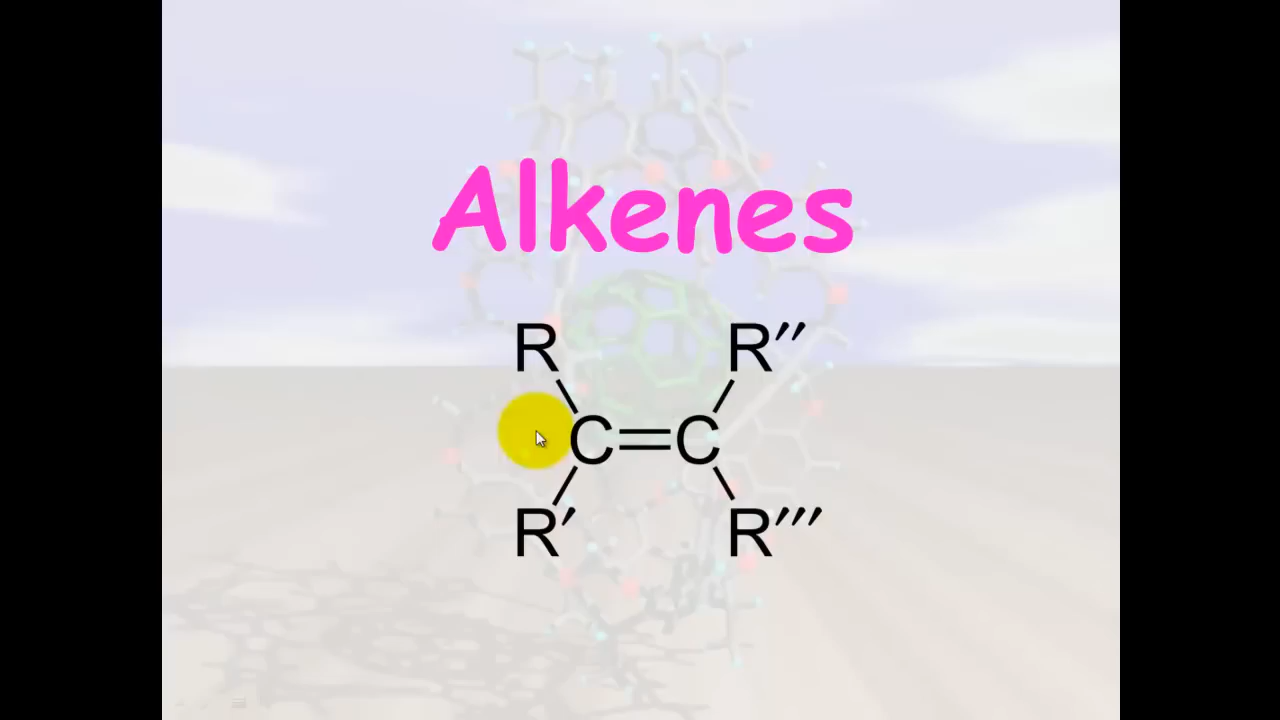 Alkenes
R R″
C=C
R′ R‴